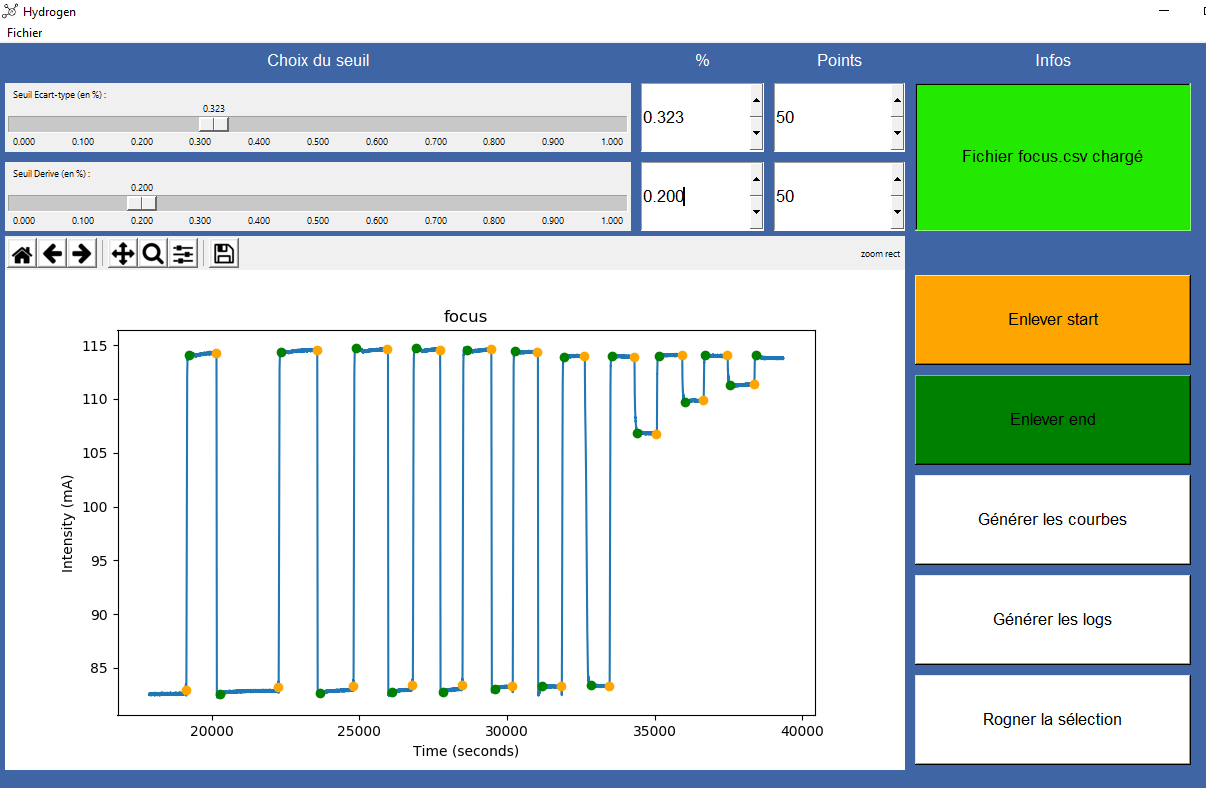 Hydrogen
Fichier
Choix du seuil
%
Points
Infos
Seuil Ecart-type (en %) :
0.323
0.000 0.100 0.200 0.300 0.400 0.500 0.600 0.700 0.800 0.900 1.000
0.323
50
Fichier focus.csv chargé
Seuil Derive (en %) :
0.200
0.000 0.100 0.200 0.300 0.400 0.500 0.600 0.700 0.800 0.900 1.000
0.200
50
zoom rect
focus
115
110
105
100
95
90
85
Intensity (mA)
20000 25000 30000 35000 40000
Time (seconds)
Enlever start
Enlever end
Générer les courbes
Générer les logs
Rogner la sélection